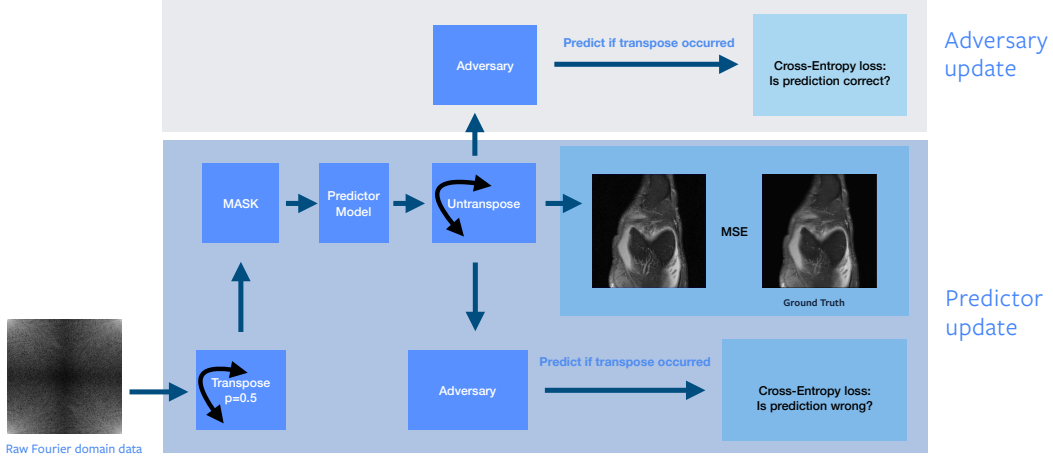 Adversary
Predict if transpose occurred
Cross-Entropy loss:
Is prediction correct?
Adversary
update
MASK
Predictor
Model
Untranspose
MSE
Ground Truth
Predictor
update
Transpose
p=0.5
Adversary
Predict if transpose occurred
Cross-Entropy loss:
Is prediction wrong?
Raw Fourier domain data